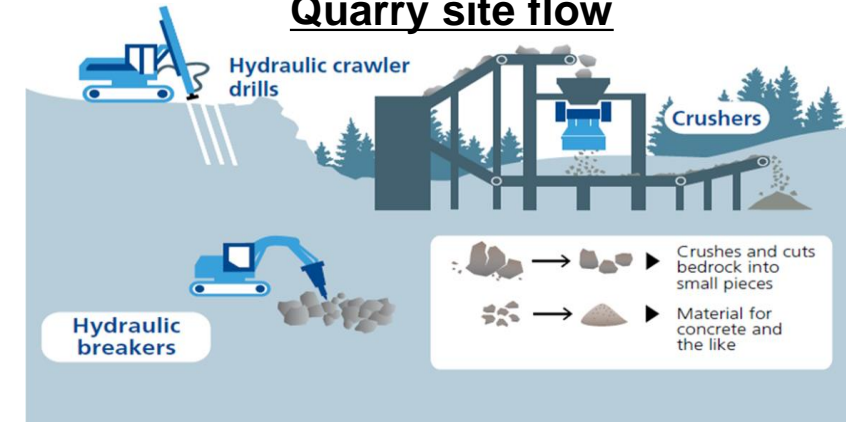 Quarry site flow
Hydraulic crawler
drills
Crushers
Hydraulic
breakers
Crushes and cuts
bedrock into
small pieces
Material for
concrete and
the like